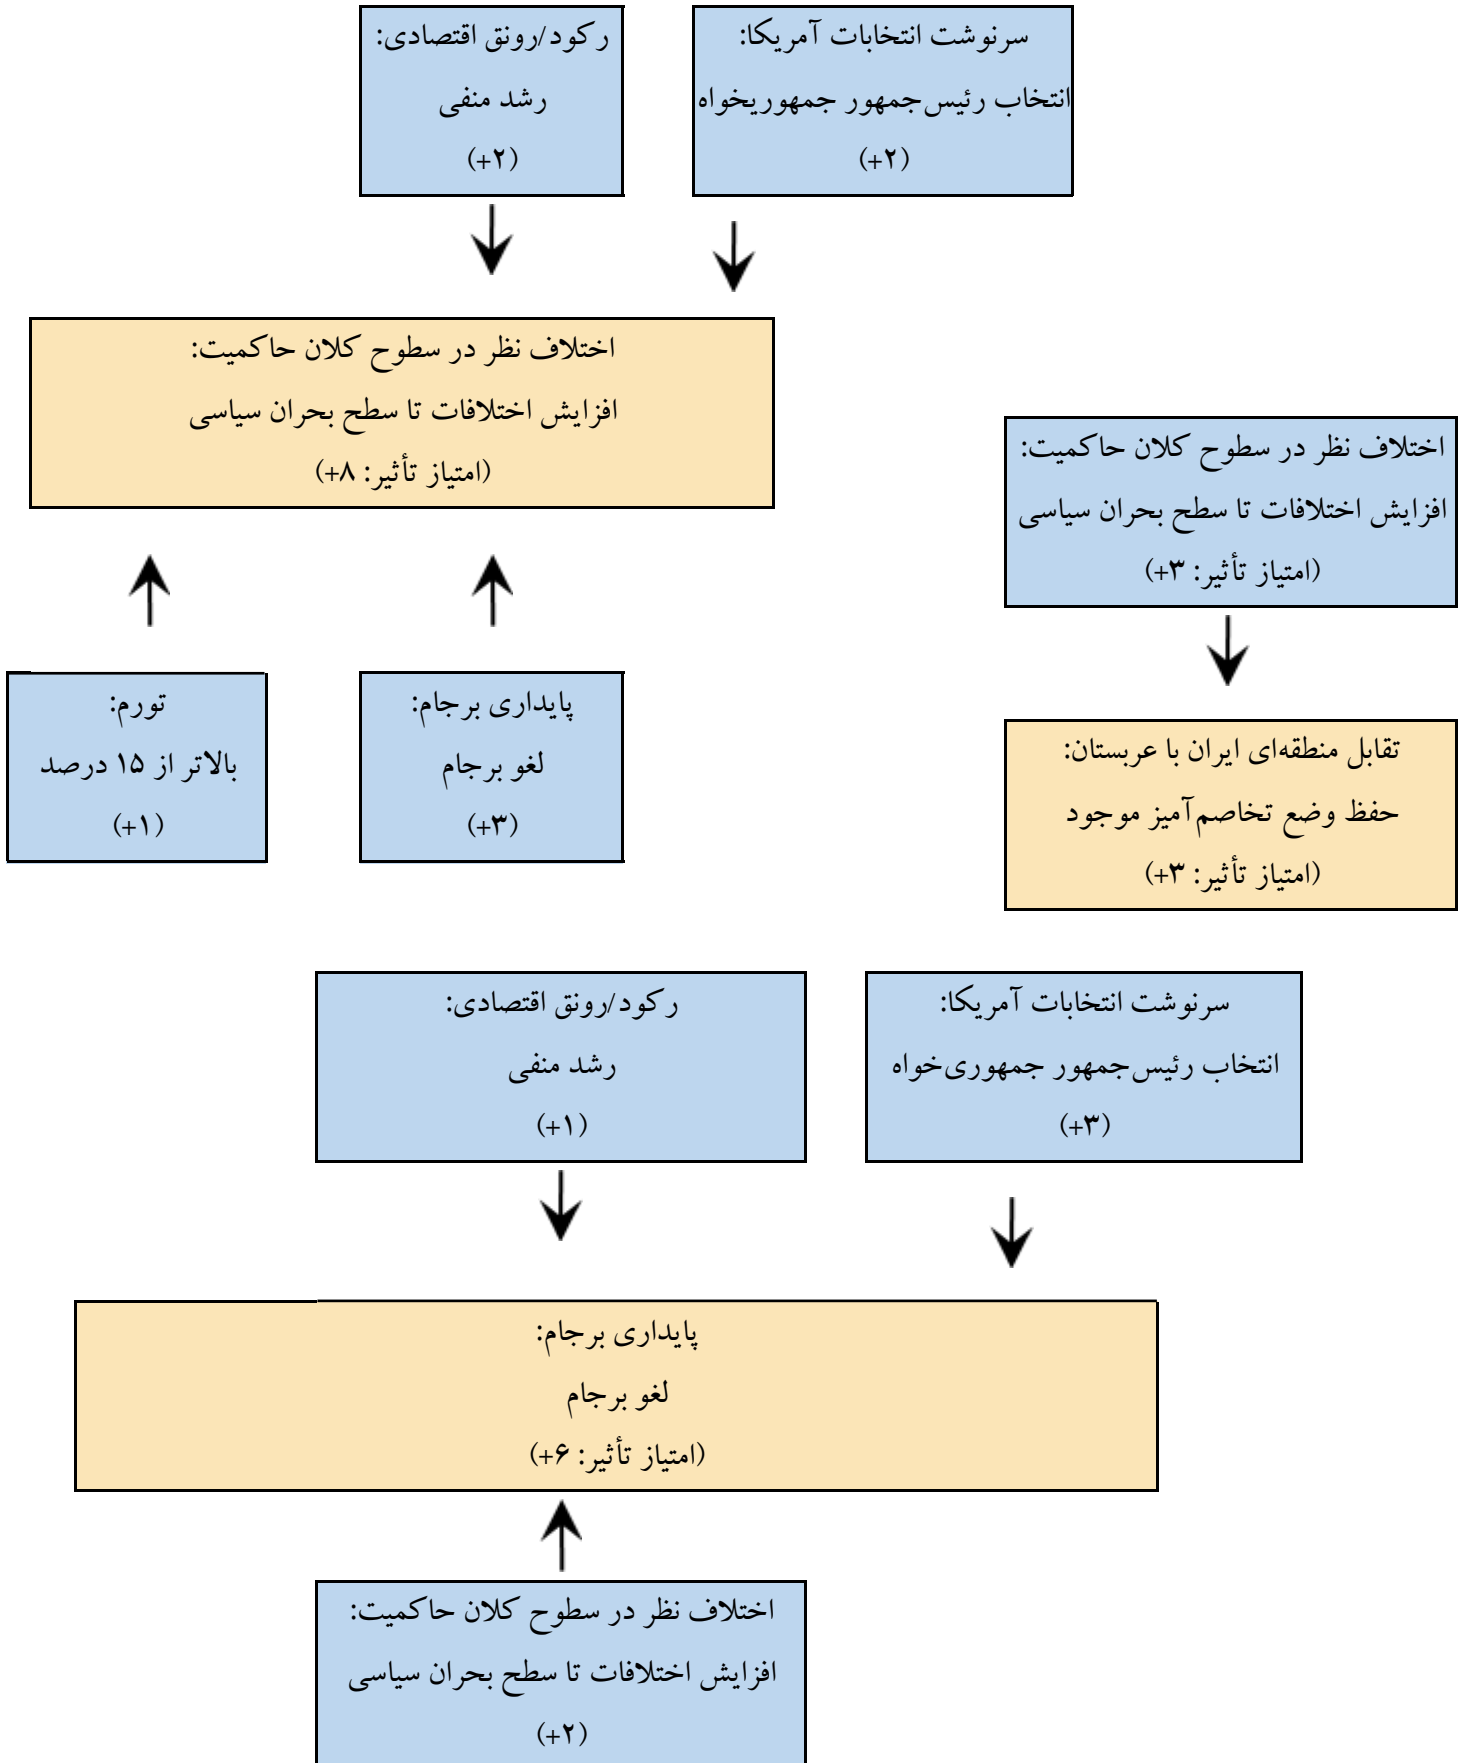 سرنوشت انتخابات آمریکا:
انتخاب رئیس‌جمهور جمهوریخواه
(+۲)
رکود/رونق اقتصادی:
رشد منفی
(+۲)
اختلاف نظر در سطوح کلان حاکمیت:
افزایش اختلافات تا سطح بحران سیاسی
(امتیاز تأثیر: ۸+)
اختلاف نظر در سطوح کلان حاکمیت:
افزایش اختلافات تا سطح بحران سیاسی
(امتیاز تأثیر: ۳+)
پایداری برجام:
لغو برجام
(+۳)
تورم:
بالاتر از ۱۵ درصد
(+۱)
تقابل منطقه‌ای ایران با عربستان:
حفظ وضع تخاصم‌آمیز موجود
(امتیاز تأثیر: ۳+)
سرنوشت انتخابات آمریکا:
انتخاب رئیس‌جمهور جمهوری‌خواه
(+۳)
رکود/رونق اقتصادی:
رشد منفی
(+۱)
پایداری برجام:
لغو برجام
(امتیاز تأثیر: ۶+)
اختلاف نظر در سطوح کلان حاکمیت:
افزایش اختلافات تا سطح بحران سیاسی
(+۲)